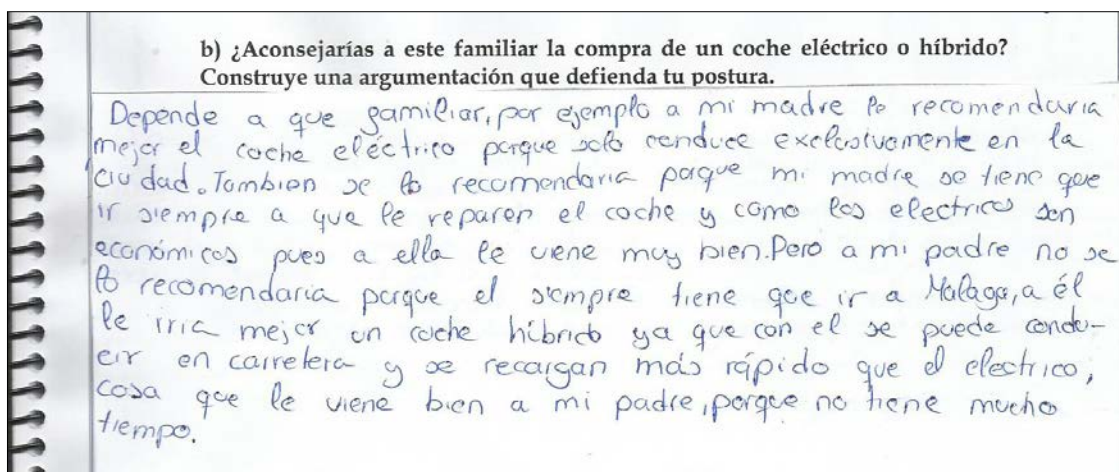 b) ¿Aconsejarías a este familiar la compra de un coche eléctrico o híbrido?
Construye una argumentación que defienda tu postura.
Depende a que gamiliar, por ejemplo a mi madre lo recomendaria
mejor el coche eléctrico porque solo conduce exclusivamente en la
ciudad. Tambien se lo recomendaria poque mi madre se tiene que
ir siempre a que le reparen el coche y como los electricos son
económicos pues a ella le viene muy bien. Pero a mi padre no se
lo recomendaria porque el siempre tiene que ir a Malaga, a él
le iria mejor un coche hibrido ya que con el se puede condu-
cir en carretera y se recargan más rápido que el electrico,
cosa que le viene bien a mi padre, porque no tiene mucho
tiempo.